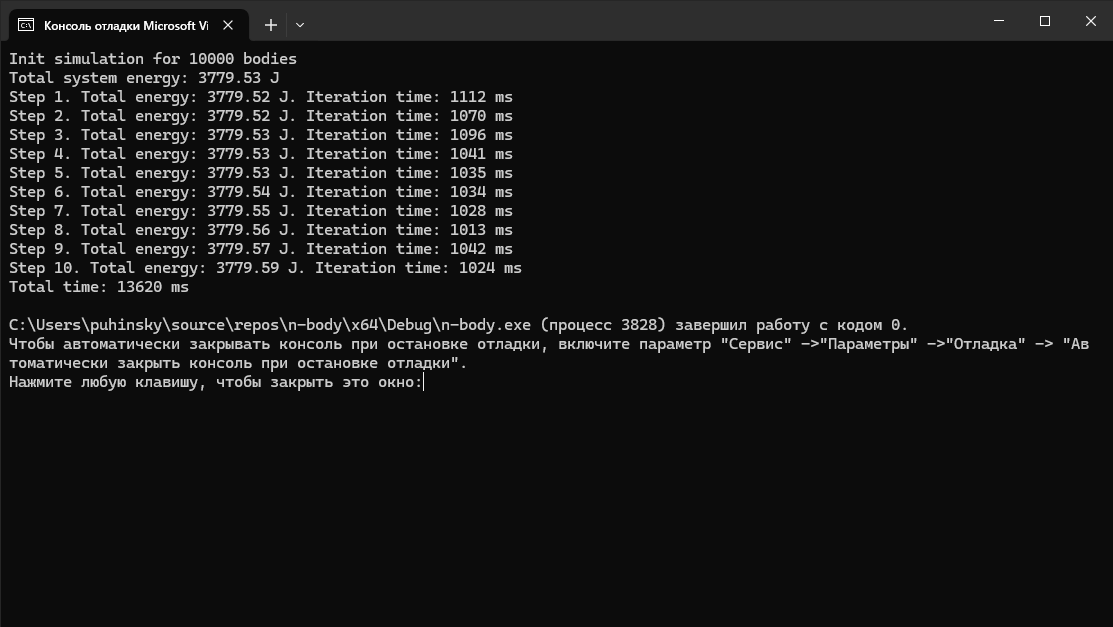 Консоль отладки Microsoft Vi
Init simulation for 10000 bodies
Total system energy: 3779.53 J
Step 1. Total energy: 3779.52 J. Iteration time: 1112 ms
Step 2. Total energy: 3779.52 J. Iteration time: 1070 ms
Step 3. Total energy: 3779.53 J. Iteration time: 1096 ms
Step 4. Total energy: 3779.53 J. Iteration time: 1041 ms
Step 5. Total energy: 3779.53 J. Iteration time: 1035 ms
Step 6. Total energy: 3779.54 J. Iteration time: 1034 ms
Step 7. Total energy: 3779.55 J. Iteration time: 1028 ms
Step 8. Total energy: 3779.56 J. Iteration time: 1013 ms
Step 9. Total energy: 3779.57 J. Iteration time: 1042 ms
Step 10. Total energy: 3779.59 J. Iteration time: 1024 ms
Total time: 13620 ms
C:\Users\puhinsky\source\repos\n-body\x64\Debug\n-body.exe (процесс 3828) завершил работу с кодом 0.
Чтобы автоматически закрывать консоль при остановке отладки, включите параметр "Сервис" ->"Параметры" ->"Отладка" -> "Ав
томатически закрыть консоль при остановке отладки".
Нажмите любую клавишу, чтобы закрыть это окно: